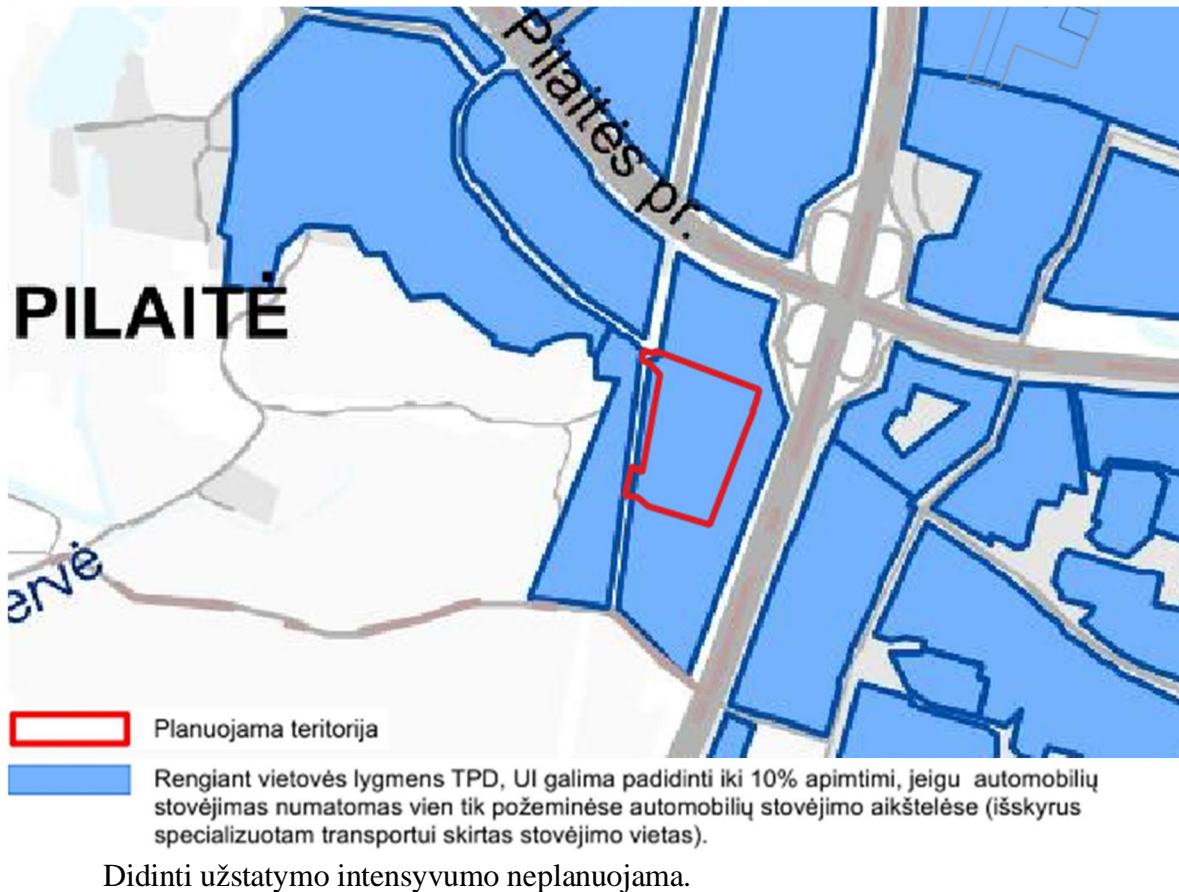 Pilaitės pr.
PILAITĖ
ervė
Planuojama teritorija
Rengiant vietovės lygmens TPD, UI galima padidinti iki 10% apimtimi, jeigu automobilių
stovėjimas numatomas vien tik požeminėse automobilių stovėjimo aikštelėse (išskyrus
specializuotam transportui skirtas stovėjimo vietas).
Didinti užstatymo intensyvumo neplanuojama.